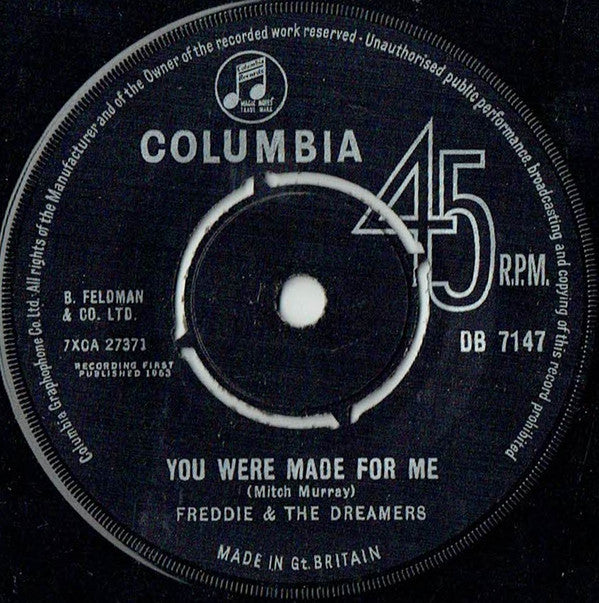 Columbia Graphophone Co. Ltd. All rights of the Manufacturer and of the Owner of the recorded work reserved - Unauthorised public performance, broadcasting and copying of this record prohibited
Columbia
Records
MAGIC NOTES
TRADE MARK
COLUMBIA
45
R.P.M.
B. FELDMAN
& CO. LTD.
7XCA 27371
RECORDING FIRST
PUBLISHED 1963
DB 7147
YOU WERE MADE FOR ME
(Mitch Murray)
FREDDIE & THE DREAMERS
MADE IN Gt. BRITAIN